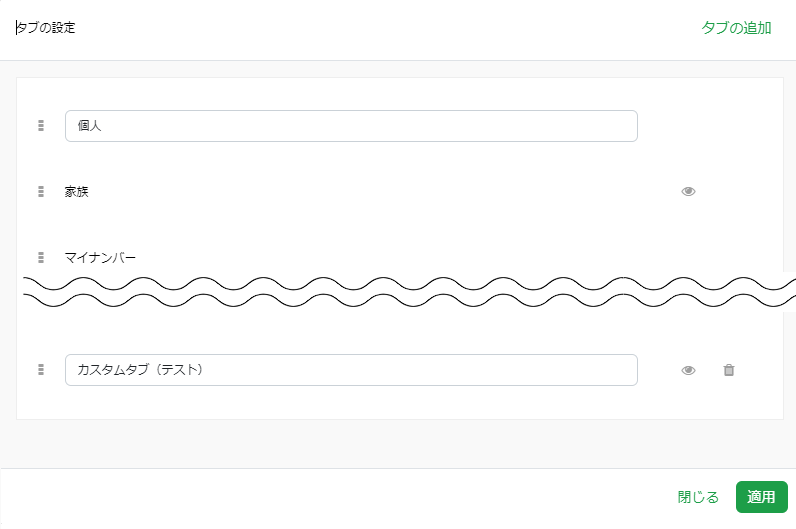 タブの設定
タブの追加
個人
家族
マイナンバー
カスタムタブ（テスト）
閉じる
適用